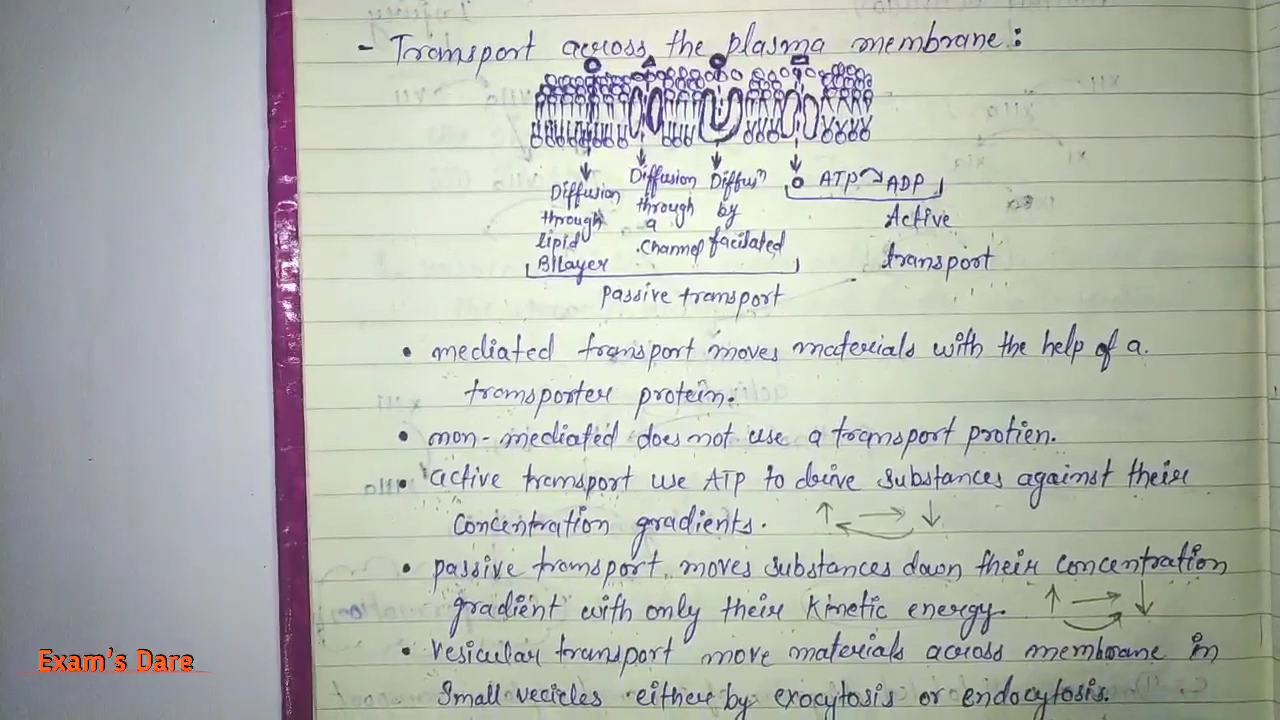 - Transport across the plasma membrane :
Diffusion through lipid Bilayer
Diffusion through a channel
Diffusⁿ by facilated
ATP ADP
Active transport
Passive transport
• mediated transport moves materials with the help of a.
transporter protein.
• non-mediated does not use a transport protien.
• active transport use ATP to drive substances against their
concentration gradients.
• passive transport moves substances down their concentration
gradient with only their kinetic energy.
• vesicular transport move materials across membrane in
small vecicles either by exocytosis or endocytosis.
Exam's Dare